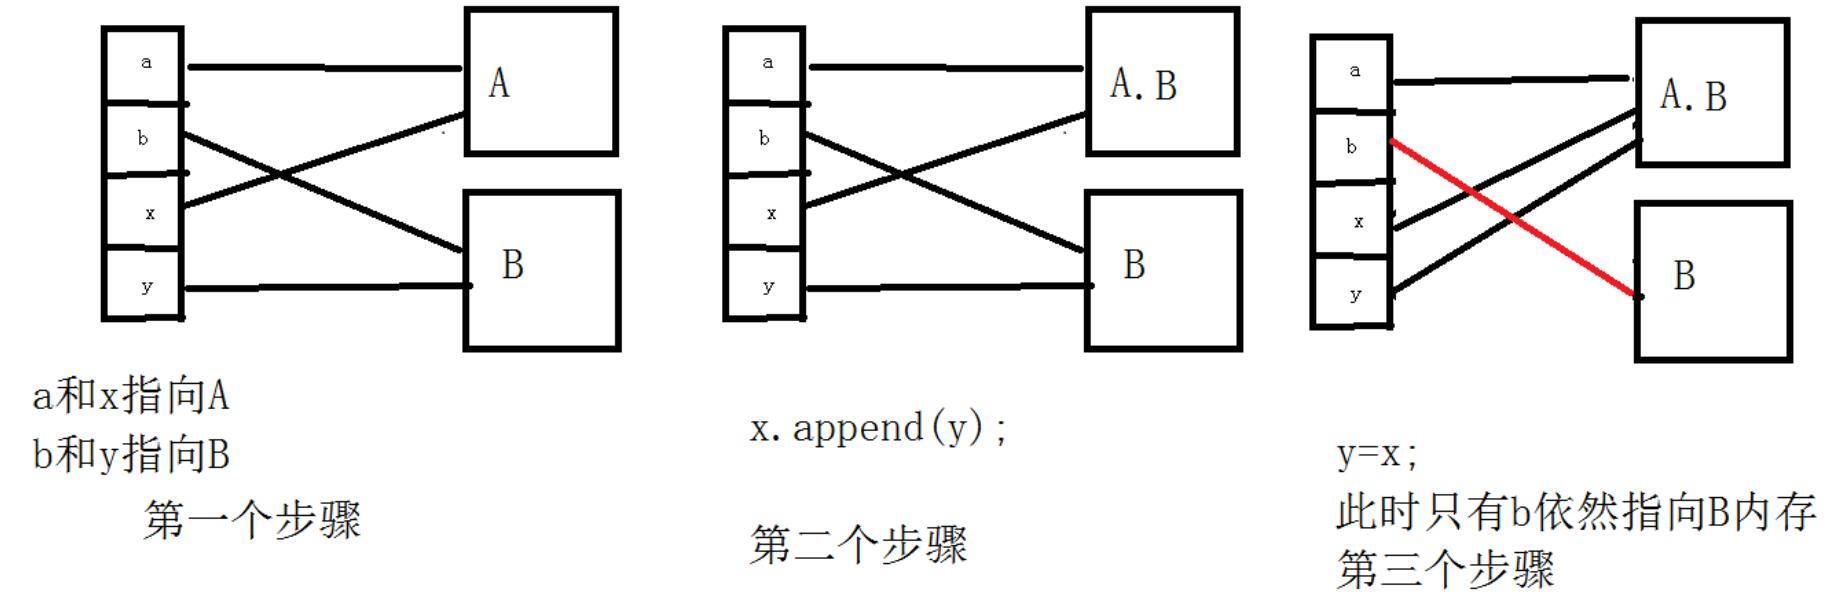 a
b
x
y
A
B
a和x指向A
b和y指向B
第一个步骤
a
b
x
y
A.B
B
x.append(y);
第二个步骤
a
b
x
y
A.B
B
y=x;
此时只有b依然指向B内存
第三个步骤